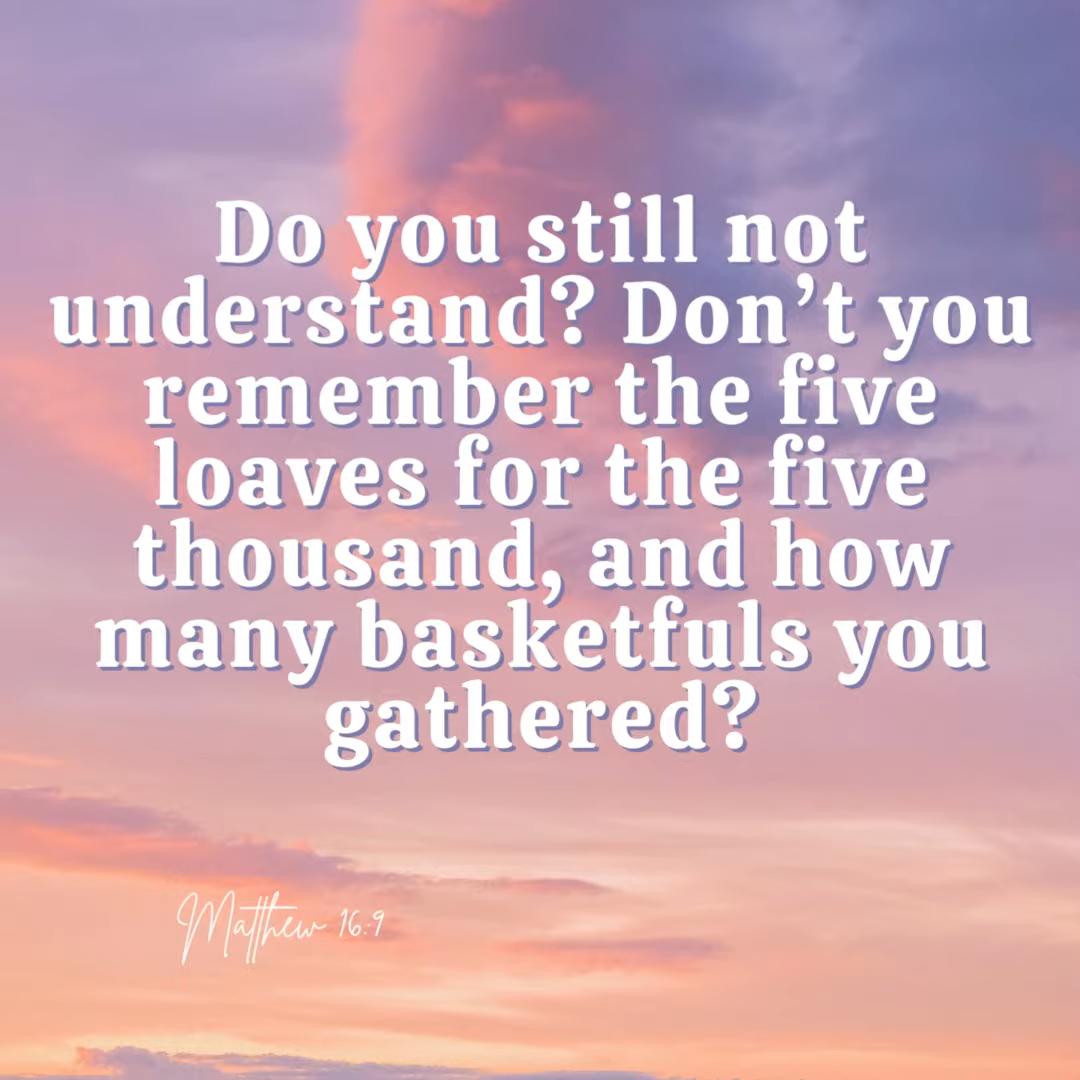 Do you still not
understand? Don’t you
remember the five
loaves for the five
thousand, and how
many basketfuls you
gathered?
Matthew 16:9